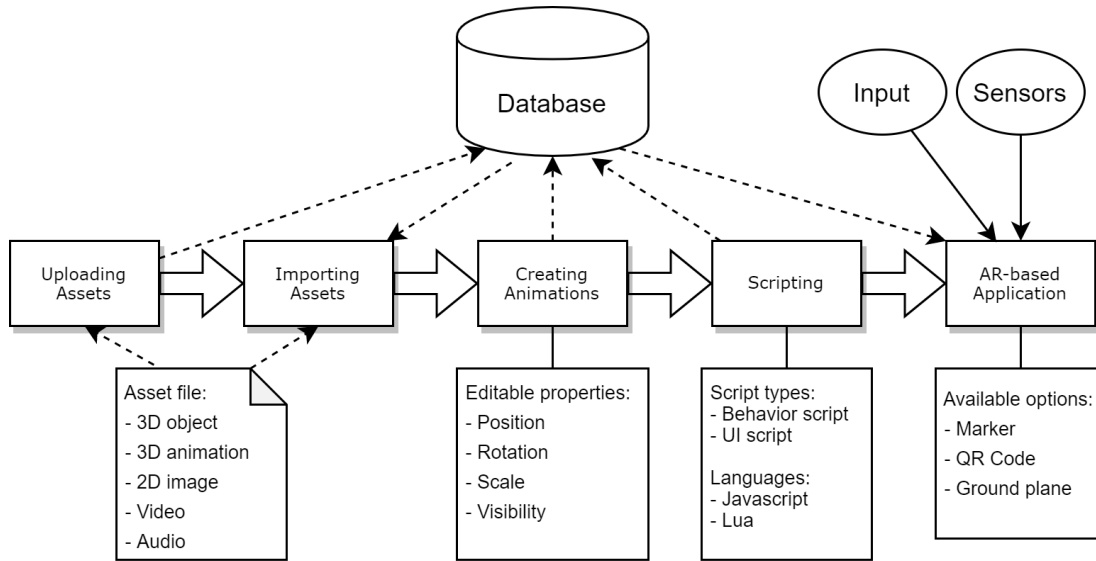 Database
Input
Sensors
Uploading
Assets
Importing
Assets
Creating
Animations
Scripting
AR-based
Application
Asset file:
- 3D object
- 3D animation
- 2D image
- Video
- Audio
Editable properties:
- Position
- Rotation
- Scale
- Visibility
Script types:
- Behavior script
- UI script
Languages:
- Javascript
- Lua
Available options:
- Marker
- QR Code
- Ground plane